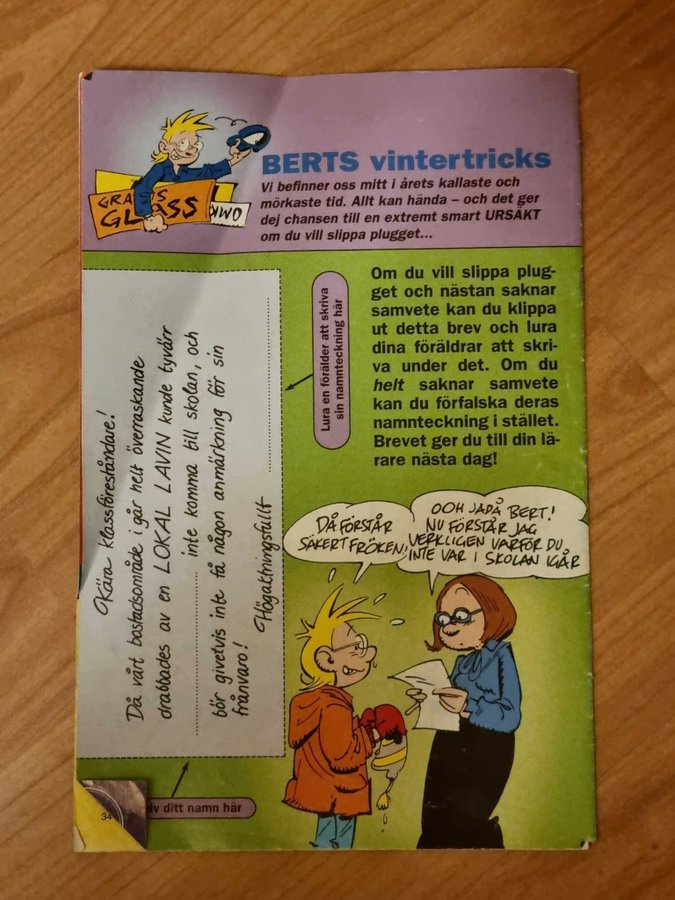 BERTS vintertricks
Vi befinner oss mitt i årets kallaste och
mörkaste tid. Allt kan hända – och det ger
dej chansen till en extremt smart URSÄKT
om du vill slippa plugget...
GRATIS
GLASS
OMK
Om du vill slippa plug-
get och nästan saknar
samvete kan du klippa
ut detta brev och lura
dina föräldrar att skri-
va under det. Om du
helt saknar samvete
kan du förfalska deras
namnteckning i stället.
Brevet ger du till din lä-
rare nästa dag!
Lura en förälder att skriva
sin namnteckning här
Kära klassföreståndare!
Då vårt bostadsområde i går helt överraskande
drabbades av en LOKAL LAVIN kunde tyvärr
inte komma till skolan, och
bör givetvis inte få någon anmärkning för sin
frånvaro!
Högaktningsfullt
DÅ FÖRSTÅR
SÄKERT FRÖKEN!
OOH JADÅ BERT!
NU FÖRSTÅR JAG
VERKLIGEN VARFÖR DU
INTE VAR I SKOLAN IGÅR
ditt namn här
34